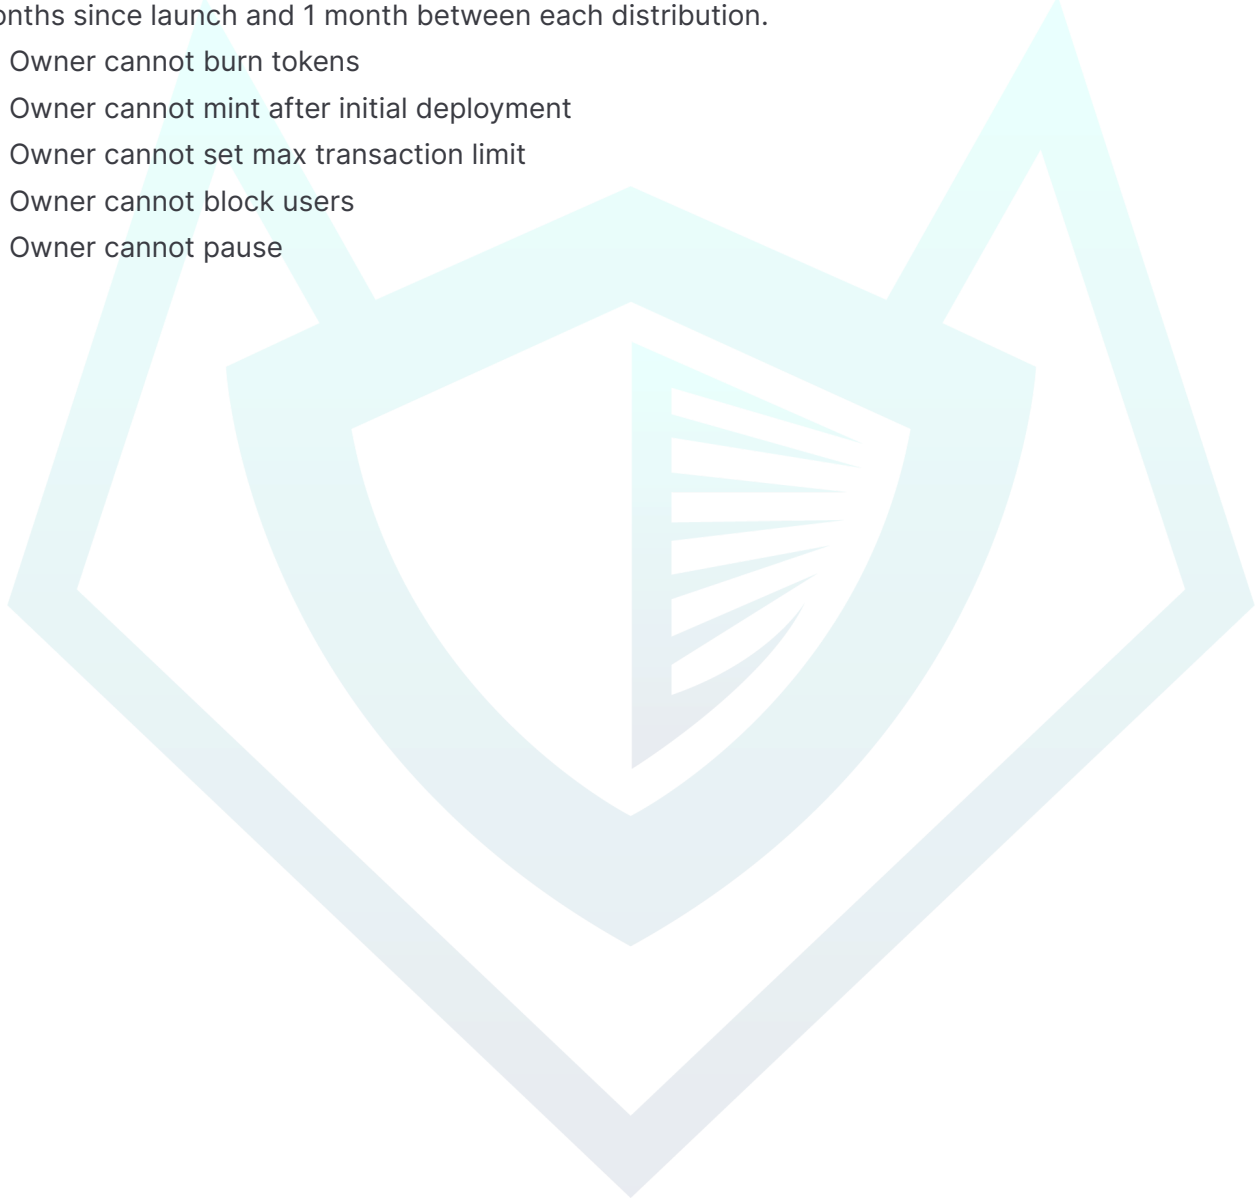 onths since launch and 1 month between each distribution.
Owner cannot burn tokens
Owner cannot mint after initial deployment
Owner cannot set max transaction limit
Owner cannot block users
Owner cannot pause